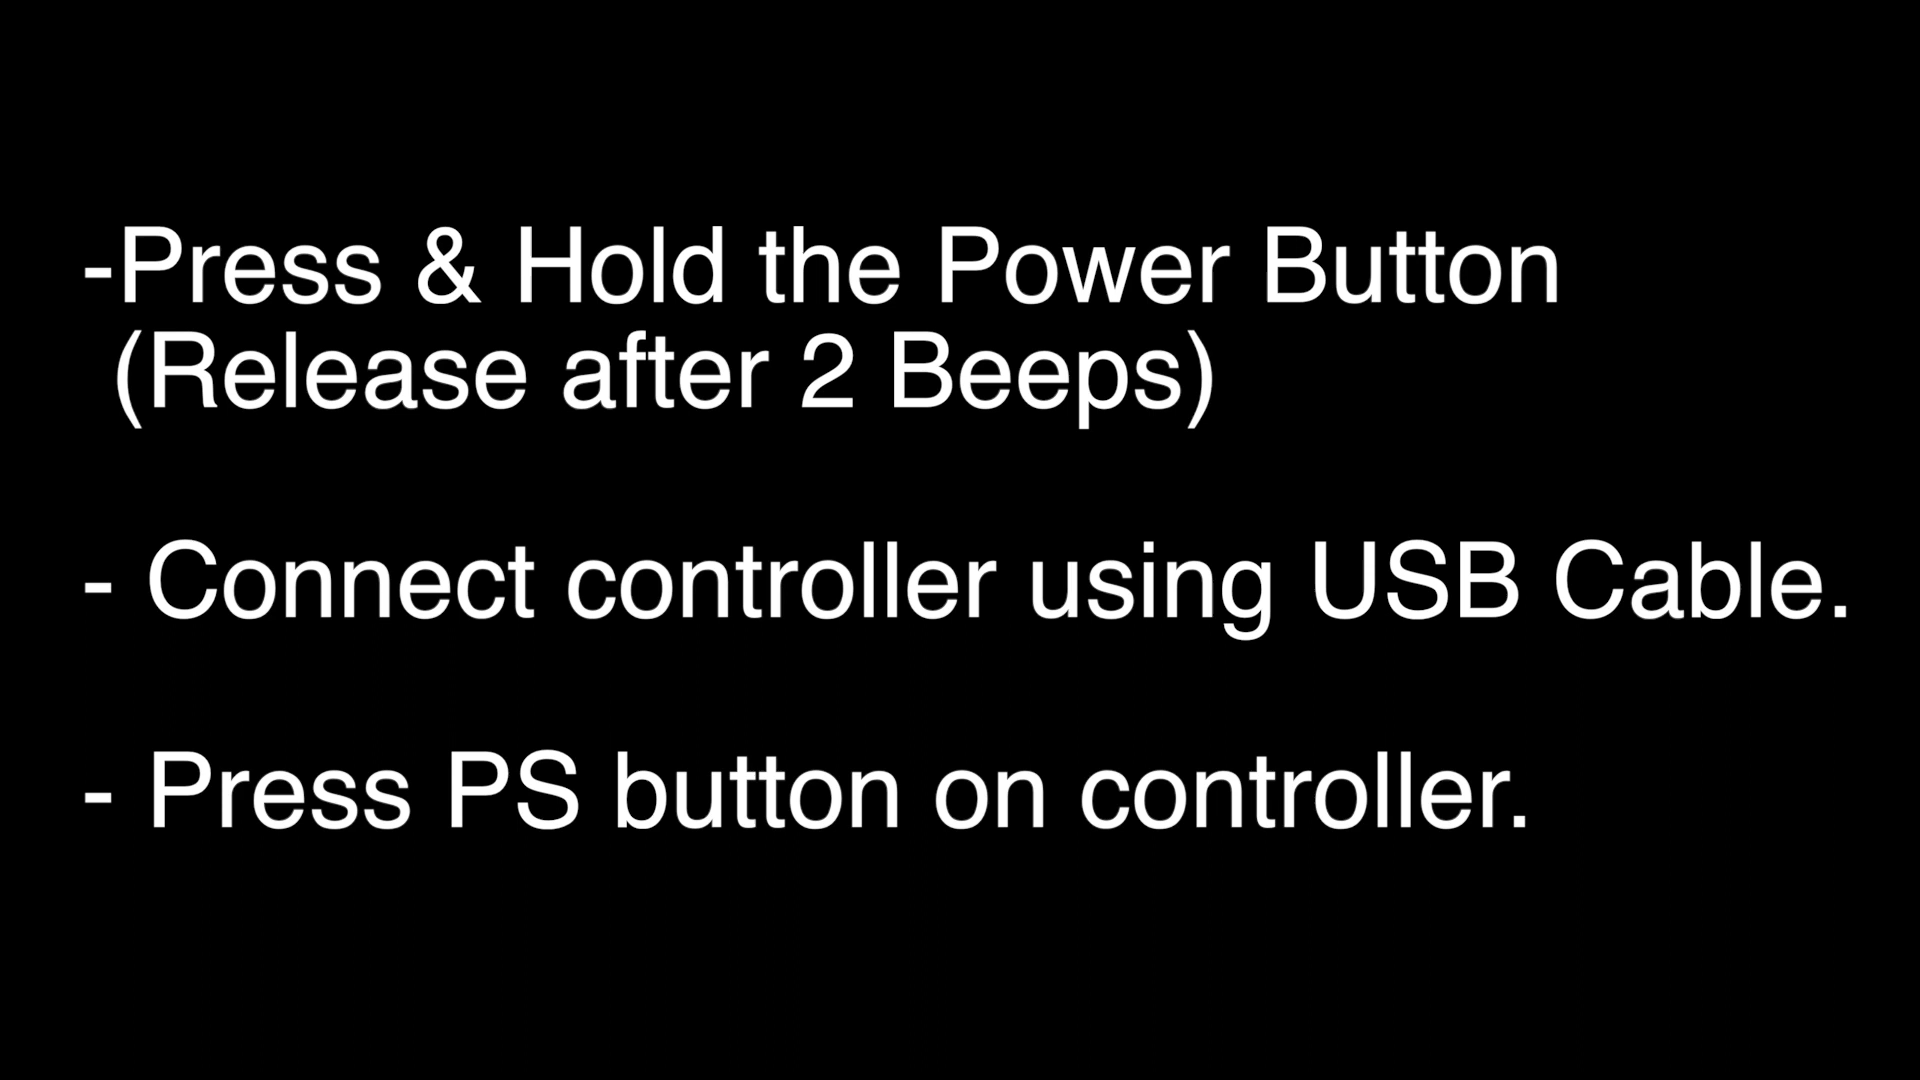 -Press & Hold the Power Button
(Release after 2 Beeps)
- Connect controller using USB Cable.
- Press PS button on controller.